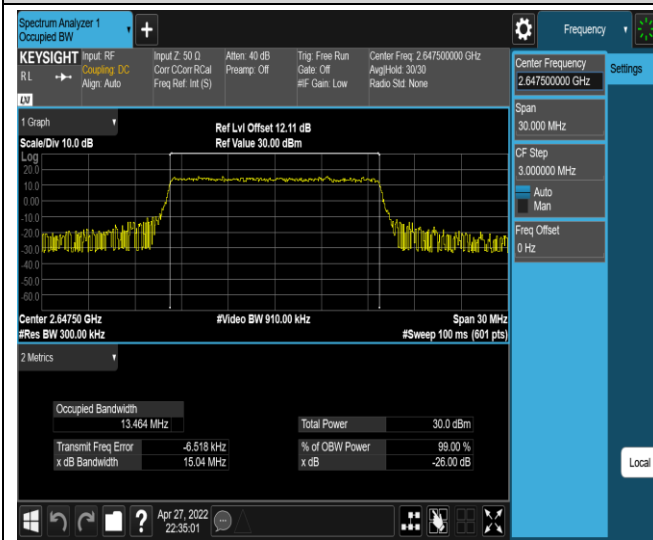 Spectrum Analyzer 1
Occupied BW
+
Frequency
KEYSIGHT
RL
LXI
Input: RF
Coupling: DC
Align: Auto
Input Z: 50 Ω
Corr CCorr RCal
Freq Ref: Int (S)
Atten: 40 dB
Preamp: Off
Trig: Free Run
Gate: Off
#IF Gain: Low
Center Freq: 2.647500000 GHz
Avg|Hold: 30/30
Radio Std: None
Center Frequency
2.647500000 GHz
Settings
Span
30.000 MHz
CF Step
3.000000 MHz
Auto
Man
Freq Offset
0 Hz
1 Graph
Scale/Div 10.0 dB
Ref Lvl Offset 12.11 dB
Ref Value 30.00 dBm
Log
20.0
10.0
0.00
-10.0
-20.0
-30.0
-40.0
-50.0
-60.0
Center 2.64750 GHz
#Res BW 300.00 kHz
#Video BW 910.00 kHz
Span 30 MHz
#Sweep 100 ms (601 pts)
2 Metrics
Occupied Bandwidth
13.464 MHz
Total Power 30.0 dBm
Transmit Freq Error -6.518 kHz
% of OBW Power 99.00 %
x dB Bandwidth 15.04 MHz
x dB -26.00 dB
Local
?
Apr 27, 2022
22:35:01